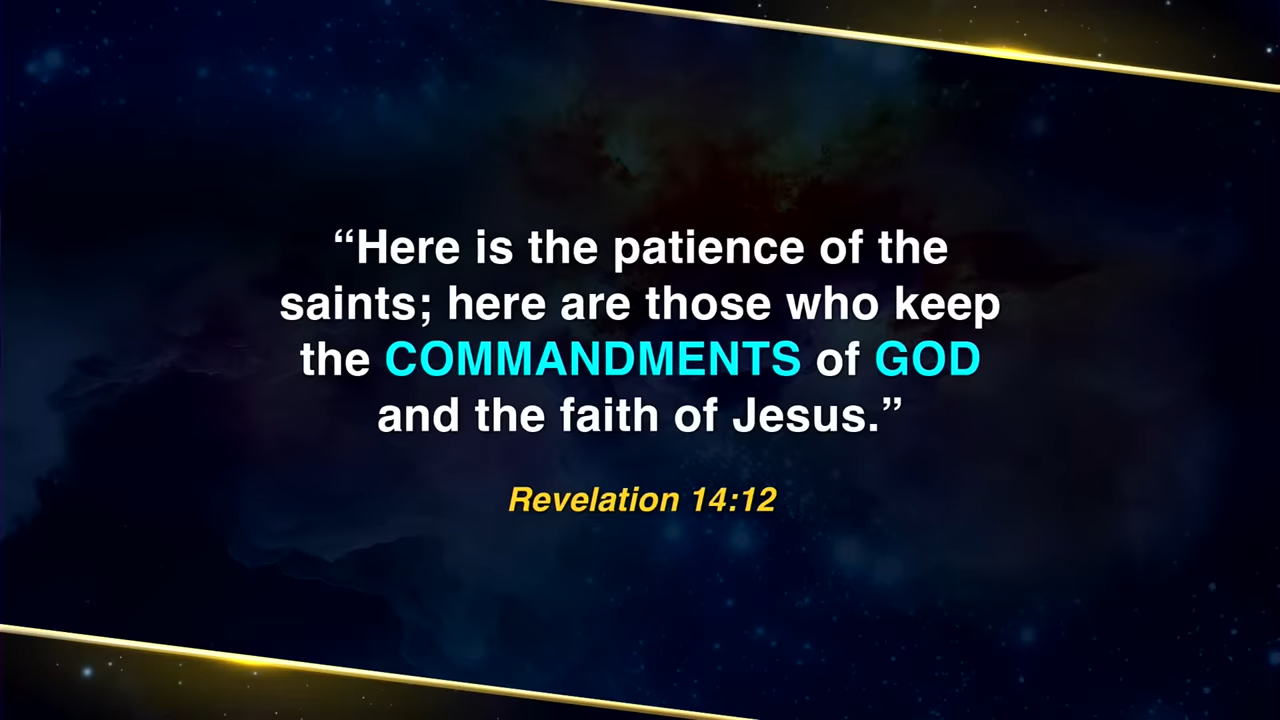 “Here is the patience of the
saints; here are those who keep
the COMMANDMENTS of GOD
and the faith of Jesus.”
Revelation 14:12